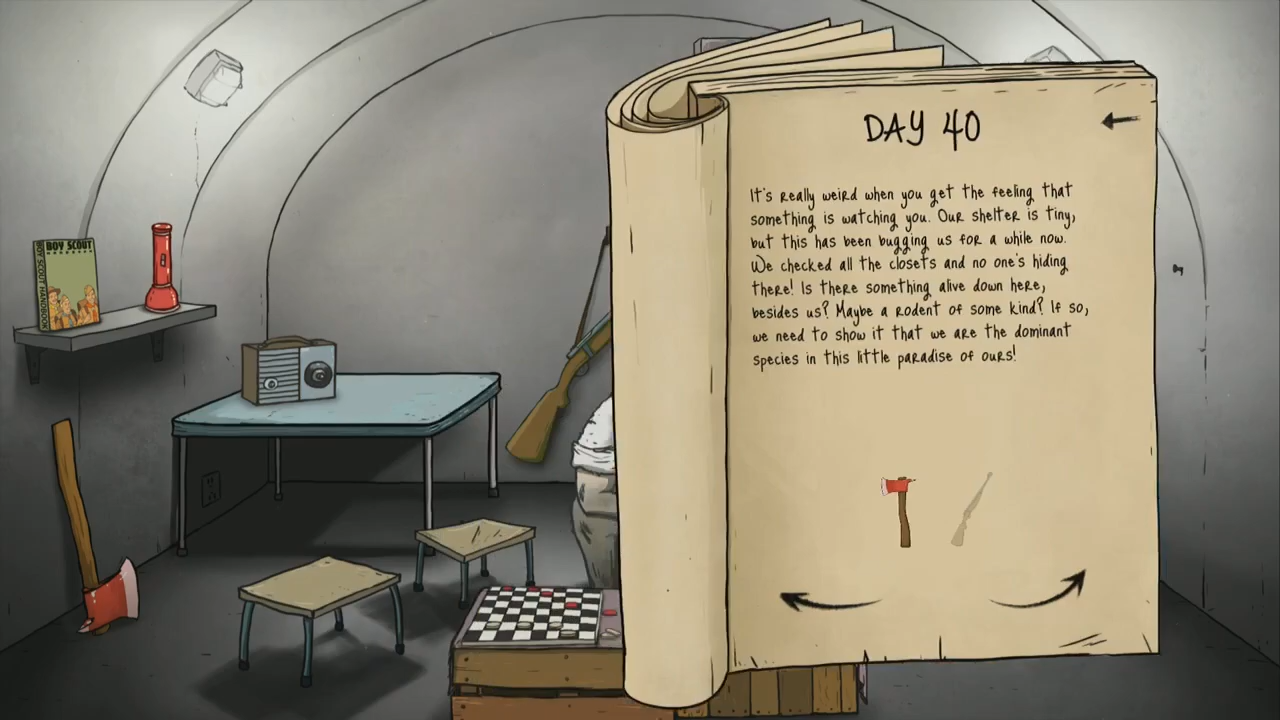 DAY 40
It's really weird when you get the feeling that
something is watching you. Our shelter is tiny,
but this has been bugging us for a while now.
We checked all the closets and no one's hiding
there! Is there something alive down here,
besides us? Maybe a rodent of some kind? If so,
we need to show it that we are the dominant
species in this little paradise of ours!
BOY SCOUT
BOY SCOUT HANDBOOK